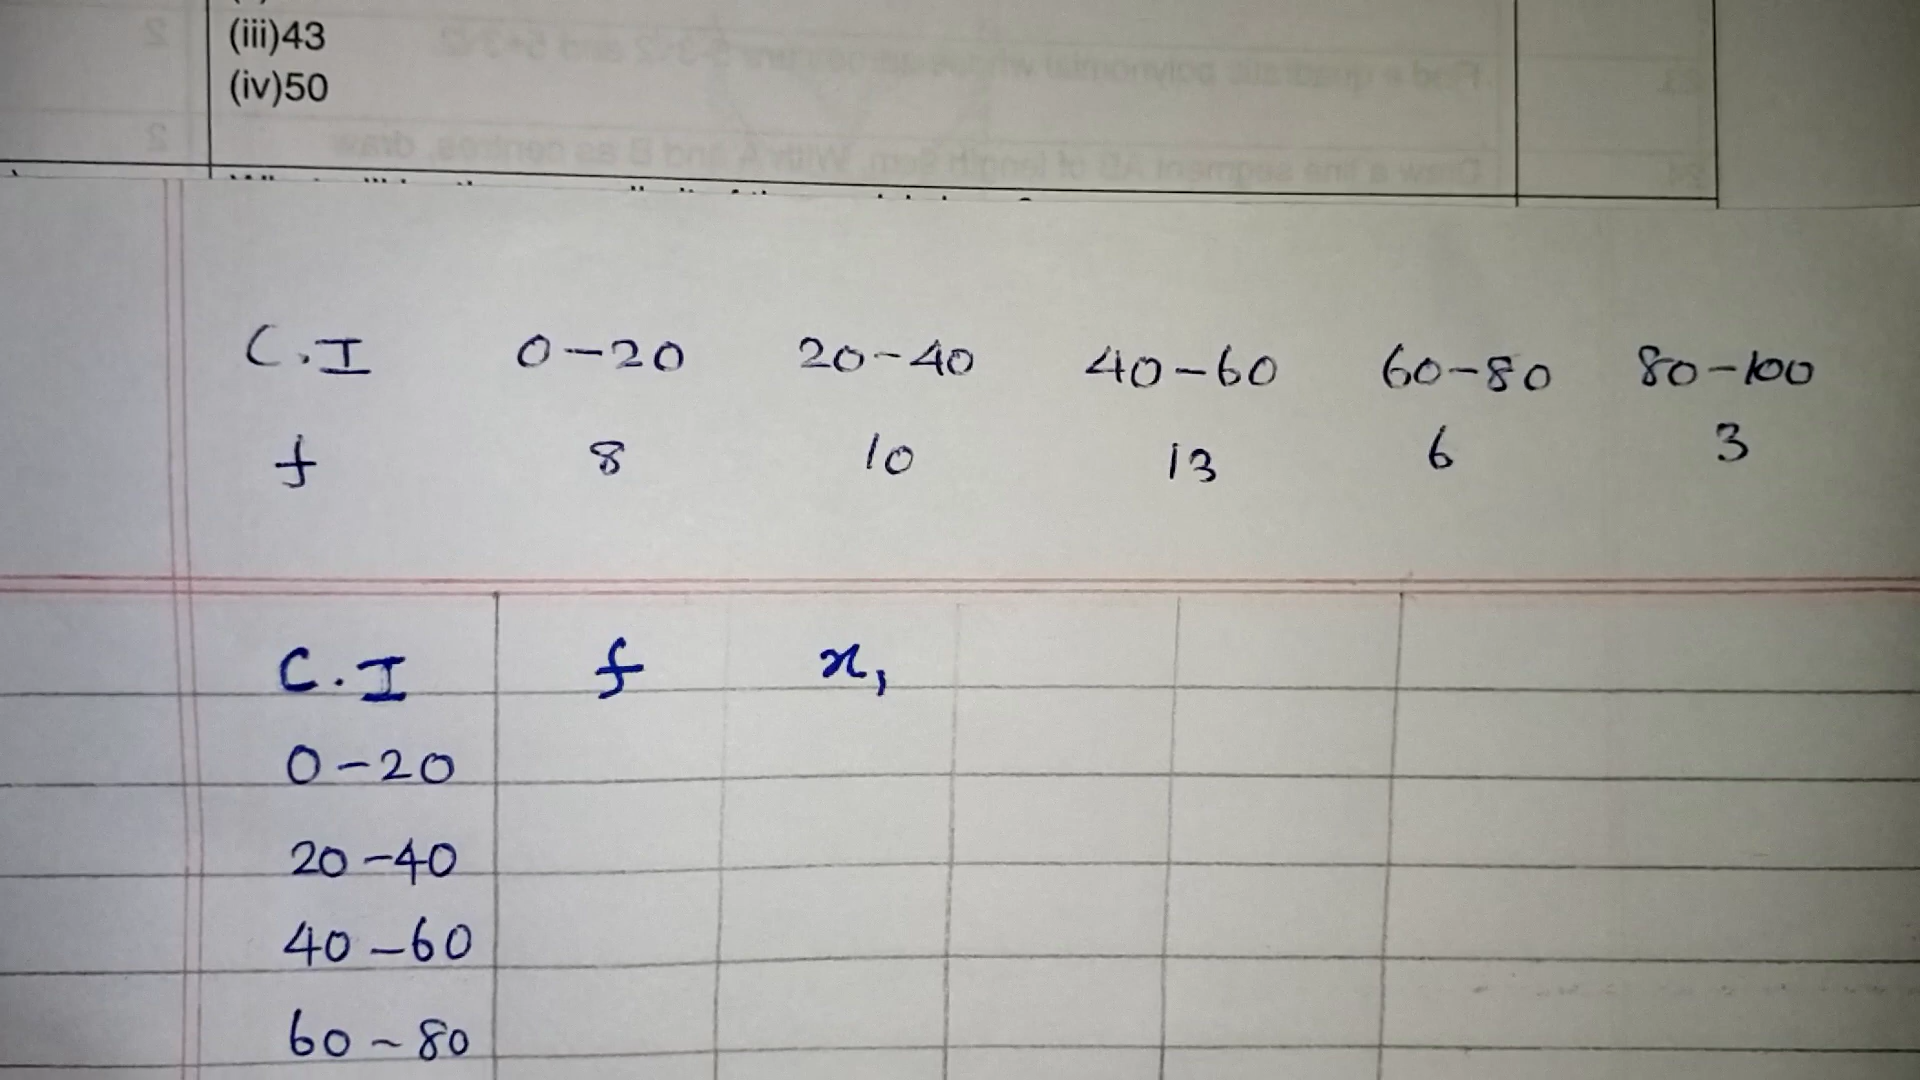 (iii)43
(iv)50
C.I 0-20 20-40 40-60 60-80 80-100
f 8 10 13 6 3
C.I f x,
0-20
20-40
40-60
60-80